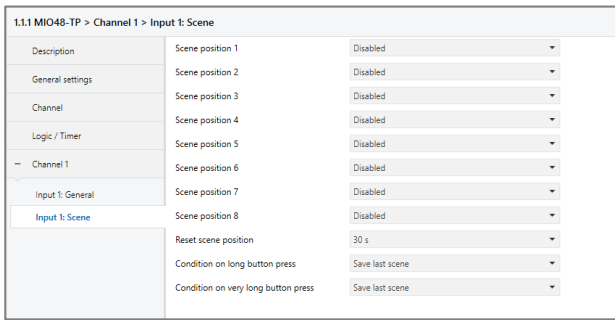 1.1.1 MIO48-TP > Channel 1 > Input 1: Scene
Description
General settings
Channel
Logic / Timer
− Channel 1
Input 1: General
Input 1: Scene
Scene position 1 Disabled
Scene position 2 Disabled
Scene position 3 Disabled
Scene position 4 Disabled
Scene position 5 Disabled
Scene position 6 Disabled
Scene position 7 Disabled
Scene position 8 Disabled
Reset scene position 30 s
Condition on long button press Save last scene
Condition on very long button press Save last scene